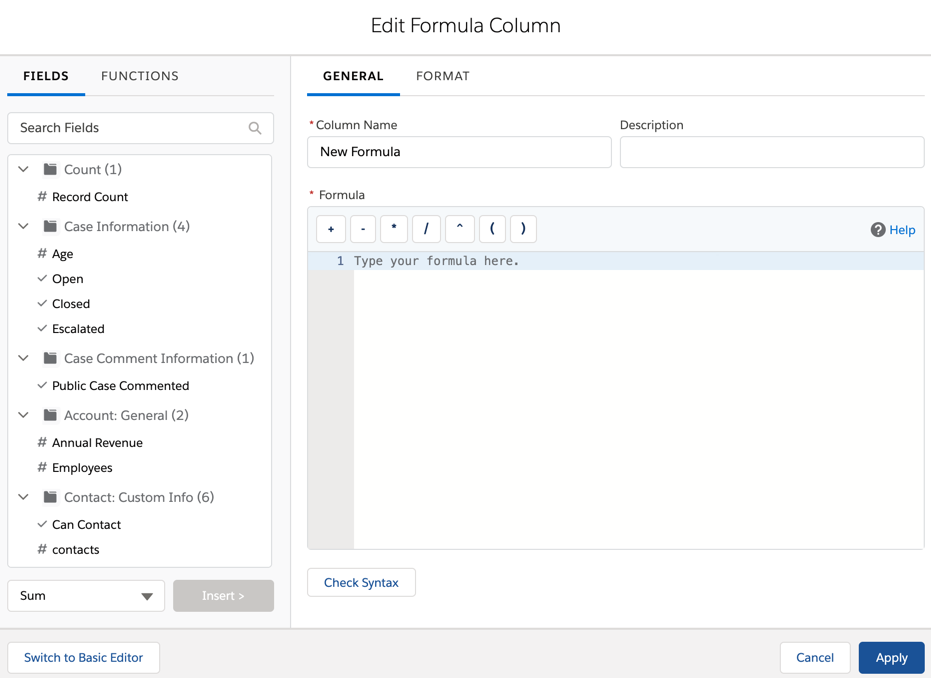 Edit Formula Column
FIELDS FUNCTIONS
Search Fields
Count (1)
# Record Count
Case Information (4)
# Age
Open
Closed
Escalated
Case Comment Information (1)
Public Case Commented
Account: General (2)
# Annual Revenue
# Employees
Contact: Custom Info (6)
Can Contact
# contacts
Sum Insert >
GENERAL FORMAT
* Column Name Description
New Formula
* Formula
+ - * / ^ ( ) ? Help
1 Type your formula here.
Check Syntax
Switch to Basic Editor Cancel Apply